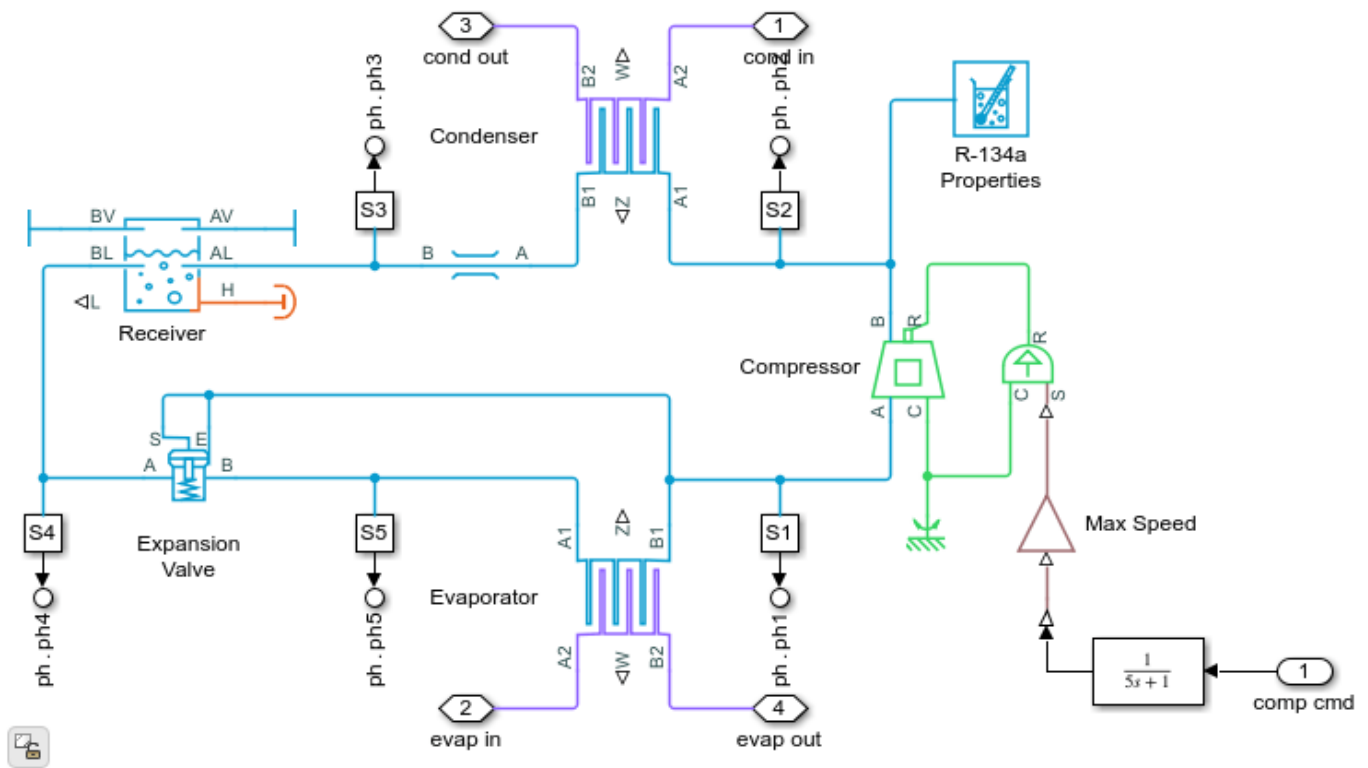 3
cond out
1
cond in
ph.ph3
ph.ph2
B2
W
A2
Condenser
R-134a
Properties
S3
S2
B1
Z
A1
BV
AV
BL
AL
B
A
L
H
Receiver
B
R
Compressor
A
C
R
C
S
S
E
A
B
S4
Expansion
Valve
S5
A1
Z
B1
S1
Max Speed
Evaporator
ph.ph4
ph.ph5
A2
W
B2
ph.ph1
1
5s + 1
1
comp cmd
2
evap in
4
evap out